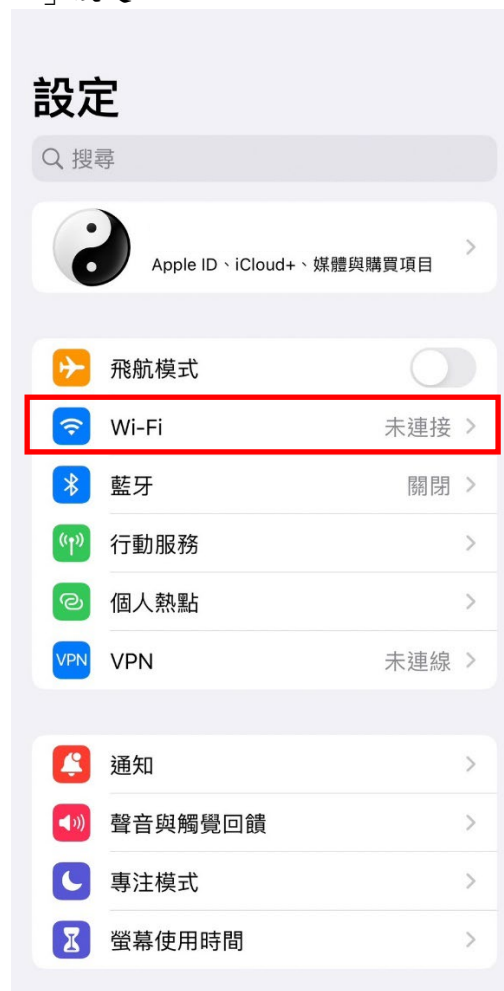 設定
搜尋
Apple ID、iCloud+、媒體與購買項目
飛航模式
Wi-Fi 未連接
藍牙 關閉
行動服務
個人熱點
VPN VPN 未連線
通知
聲音與觸覺回饋
專注模式
螢幕使用時間